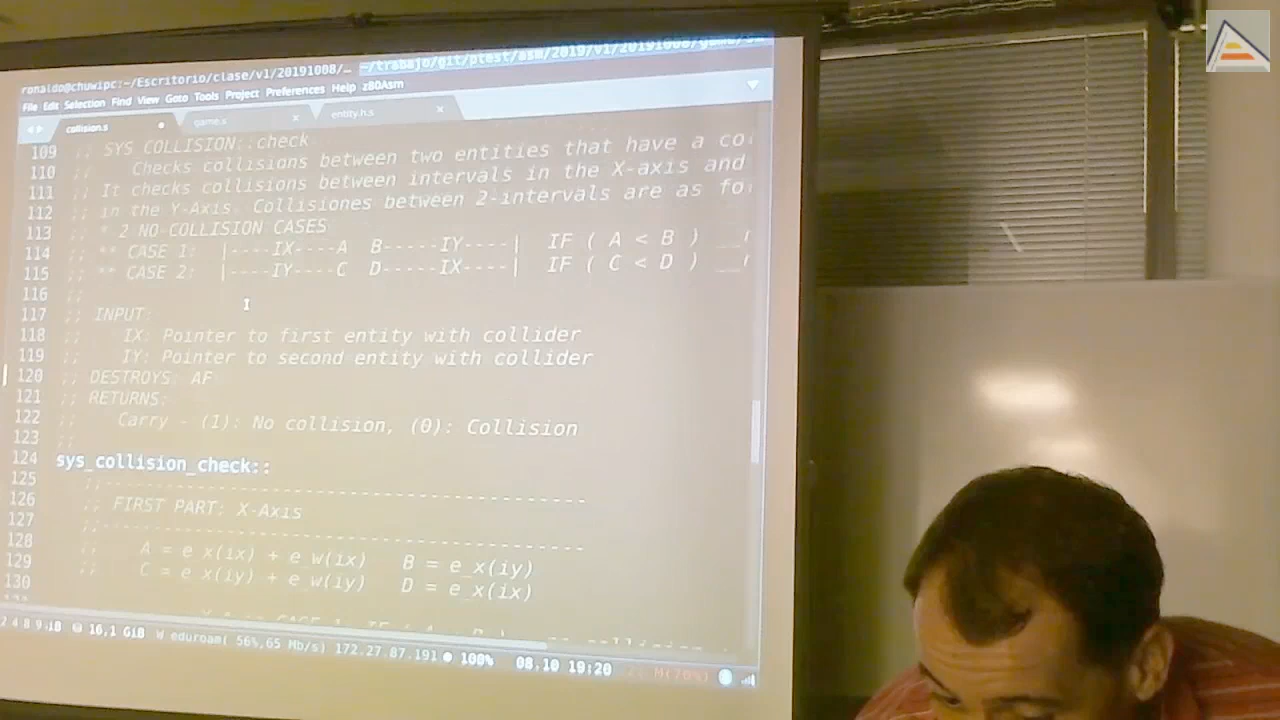 ronaldo@chuwipc:~/Escritorio/clase/v1/20191008/… ~/trabajo/git/ptest/asm/2019/v1/20191008/game/
File Edit Selection Find View Goto Tools Project Preferences Help z80Asm
collision.s game.s entity.h.s
109 ;; SYS_COLLISION::check
110 ;; Checks collisions between two entities that have a co
111 ;; It checks collisions between intervals in the X-axis and
112 ;; in the Y-Axis. Collisiones between 2-intervals are as fo
113 ;; * 2 NO-COLLISION CASES
114 ;; ** CASE 1: |----IX----A B-----IY----| IF ( A < B )
115 ;; ** CASE 2: |----IY----C D-----IX----| IF ( C < D )
116 ;;
117 ;; INPUT:
118 ;; IX: Pointer to first entity with collider
119 ;; IY: Pointer to second entity with collider
120 ;; DESTROYS: AF
121 ;; RETURNS:
122 ;; Carry - (1): No collision, (0): Collision
123 ;;
124 sys_collision_check::
125 ;;-------------------------------------------
126 ;; FIRST PART: X-Axis
127 ;;-------------------------------------------
128 ;; A = e_x(ix) + e_w(ix) B = e_x(iy)
129 ;; C = e_x(iy) + e_w(iy) D = e_x(ix)
130
16,1 GiB W eduroam( 56%,65 Mb/s) 172.27.87.191 100% 08.10 19:20